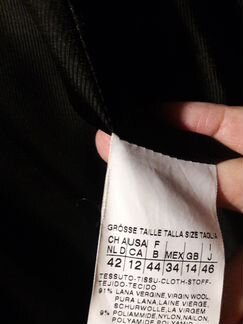 GRÖSSE TAILLE TALLA SIZE TAGLIA
CH AUSA F I
NL D CA B MEX GB J
42 12 44 34 14 46
TESSUTO-TISSU-CLOTH-STOFF-
TEJIDO-TECIDO
91% LANA VERGINE, VIRGIN WOOL,
PURA LANA, LAINE VIERGE,
SCHURWOLLE, LA VIRGEM
9% POLIAMMIDE, NYLON, NAILON,
POLYAMIDE, POLYAMID